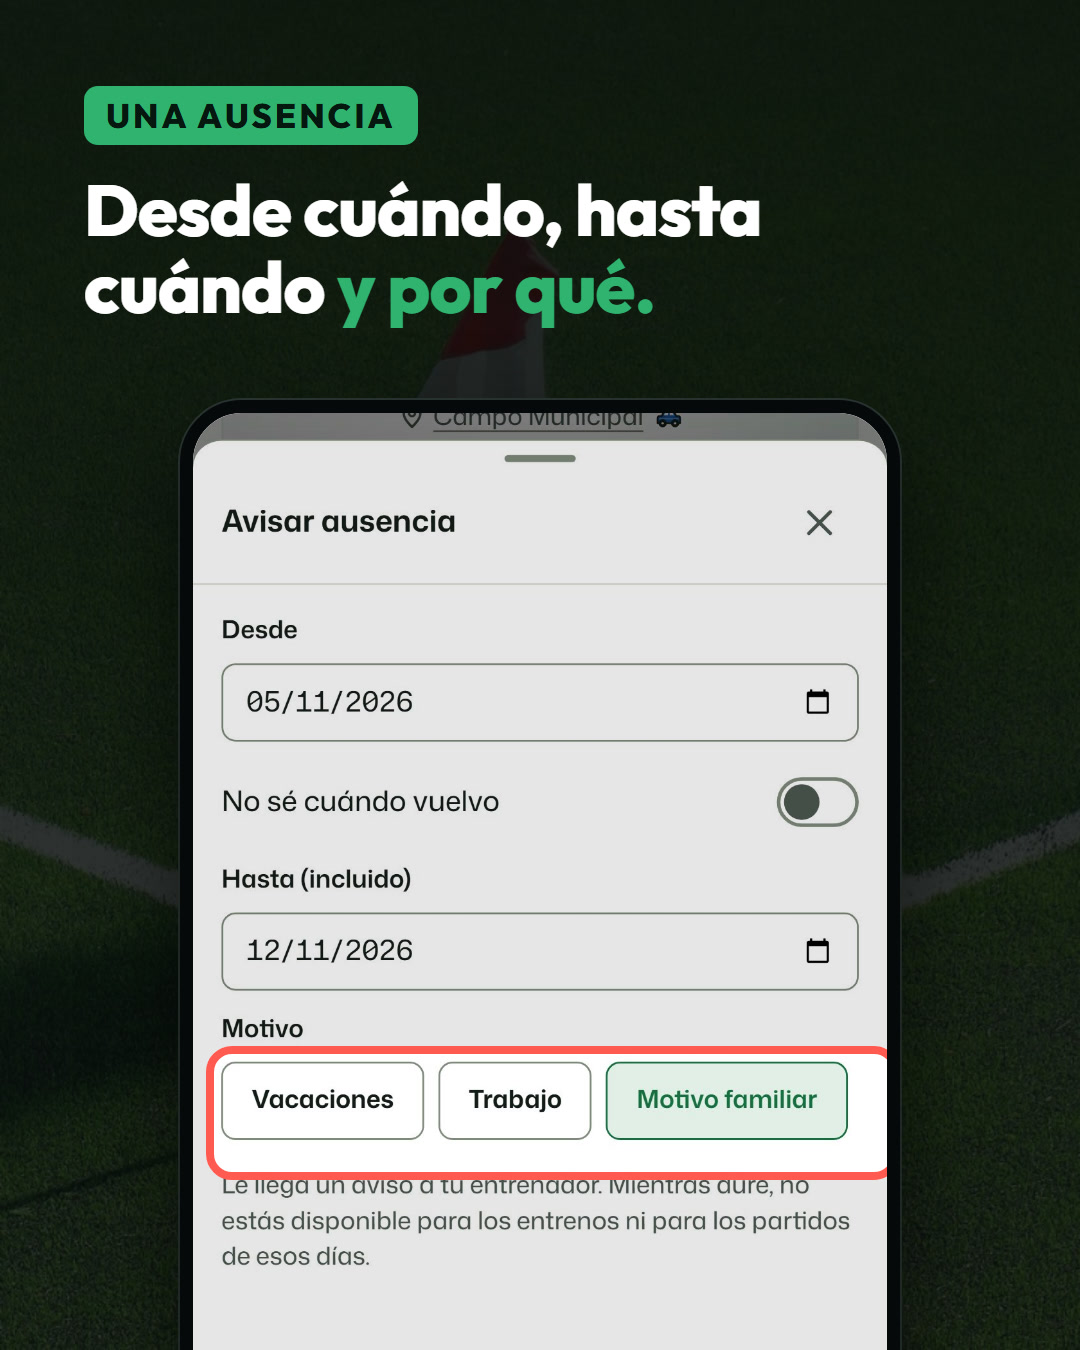 UNA AUSENCIA
Desde cuándo, hasta
cuándo y por qué.
Campo Municipal
Avisar ausencia
Desde
05/11/2026
No sé cuándo vuelvo
Hasta (incluido)
12/11/2026
Motivo
Vacaciones
Trabajo
Motivo familiar
Le llega un aviso a tu entrenador. Mientras dure, no
estás disponible para los entrenos ni para los partidos
de esos días.